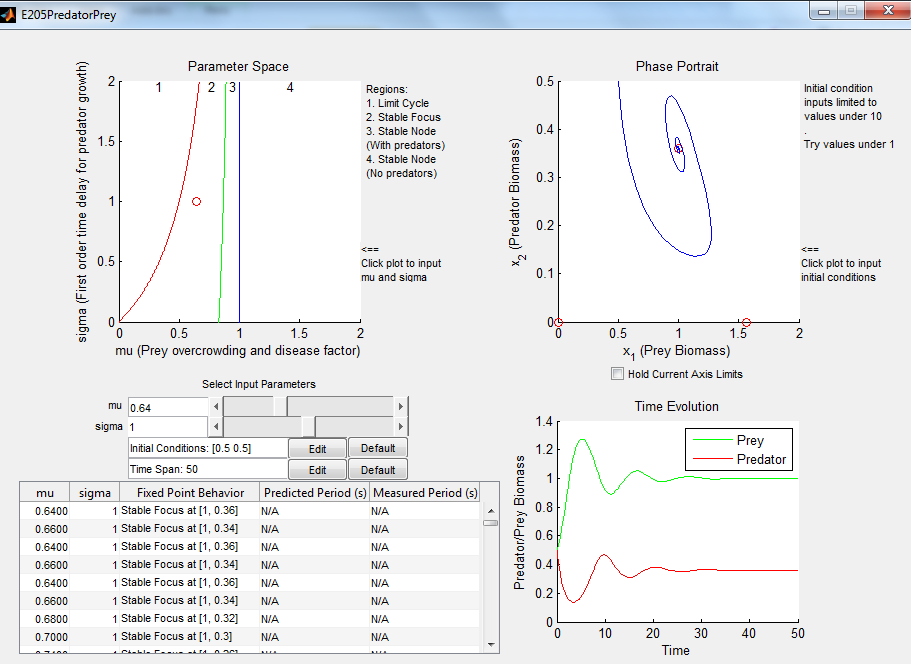 E205PredatorPrey
Parameter Space
sigma (First order time delay for predator growth)
2
1.5
1
0.5
0
1
2
3
4
0
0.5
1
1.5
2
mu (Prey overcrowding and disease factor)
Regions:
1. Limit Cycle
2. Stable Focus
3. Stable Node
(With predators)
4. Stable Node
(No predators)
<==
Click plot to input
mu and sigma
Phase Portrait
x2 (Predator Biomass)
0.5
0.4
0.3
0.2
0.1
0
0
0.5
1
1.5
2
x1 (Prey Biomass)
Initial condition
inputs limited to
values under 10
.
Try values under 1
<==
Click plot to input
initial conditions
Hold Current Axis Limits
Select Input Parameters
mu 0.64
sigma 1
Initial Conditions: [0.5 0.5] Edit Default
Time Span: 50 Edit Default
mu sigma Fixed Point Behavior Predicted Period (s) Measured Period (s)
0.6400 1 Stable Focus at [1, 0.36] N/A N/A
0.6600 1 Stable Focus at [1, 0.34] N/A N/A
0.6400 1 Stable Focus at [1, 0.36] N/A N/A
0.6600 1 Stable Focus at [1, 0.34] N/A N/A
0.6400 1 Stable Focus at [1, 0.36] N/A N/A
0.6600 1 Stable Focus at [1, 0.34] N/A N/A
0.6800 1 Stable Focus at [1, 0.32] N/A N/A
0.7000 1 Stable Focus at [1, 0.3] N/A N/A
Time Evolution
Predator/Prey Biomass
1.4
1.2
1
0.8
0.6
0.4
0.2
0
0
10
20
30
40
50
Time
Prey
Predator